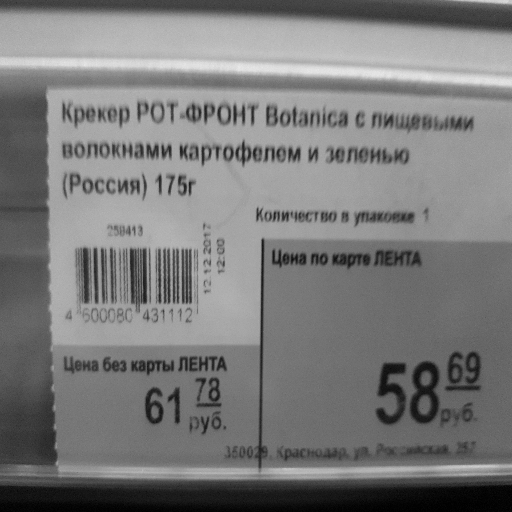 Крекер РОТ-ФРОНТ Botanica с пищевыми
волокнами картофелем и зеленью
(Россия) 175г
Количество в упаковке 1
258413
12.12.2017
12:00
4 600080 431112
Цена по карте ЛЕНТА
58 69
руб.
Цена без карты ЛЕНТА
61 78
руб.
350029, Краснодар, ул. Российская, 257